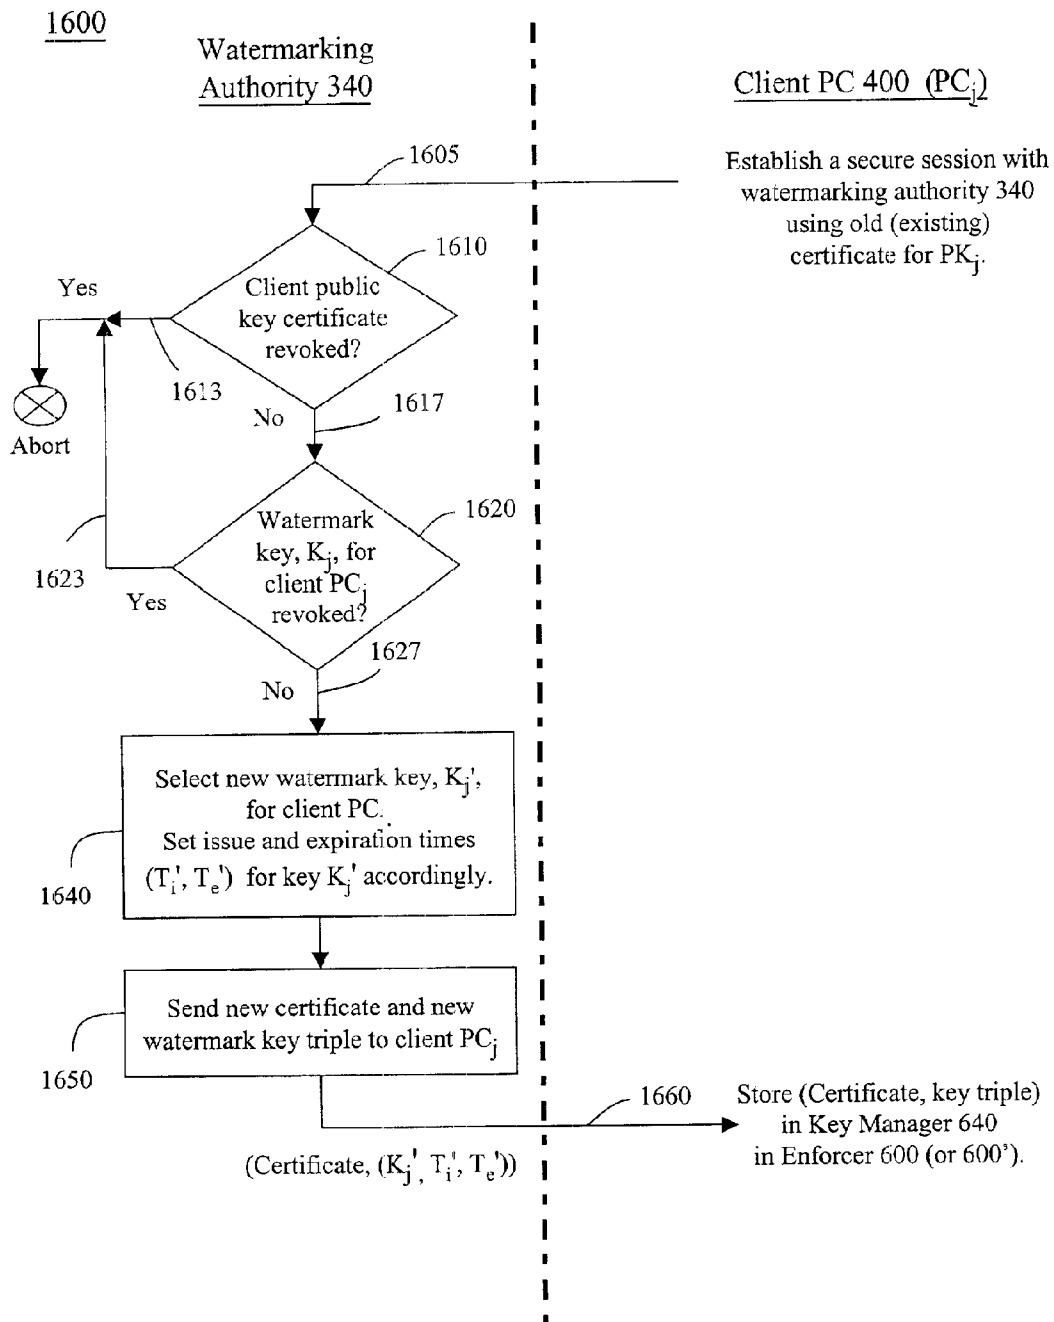 1600
Watermarking
Authority 340
Client PC 400 (PCj)
1605
Establish a secure session with
watermarking authority 340
using old (existing)
certificate for PKj.
1610
Client public
key certificate
revoked?
Yes
1613
Abort
No
1617
1620
Watermark
key, Kj, for
client PCj
revoked?
1623
Yes
1627
No
Select new watermark key, Kj',
for client PCj.
Set issue and expiration times
(Ti', Te') for key Kj' accordingly.
1640
Send new certificate and new
watermark key triple to client PCj
1650
1660
Store (Certificate, key triple)
in Key Manager 640
in Enforcer 600 (or 600').
(Certificate, (Kj', Ti', Te'))